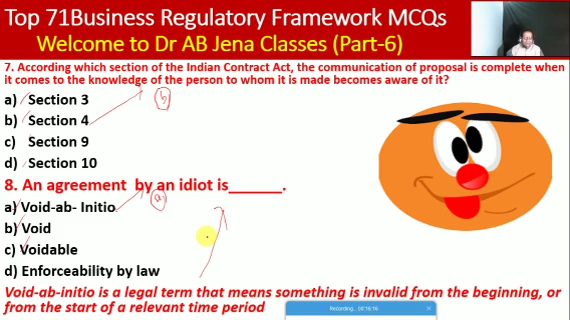 Top 71Business Regulatory Framework MCQs
Welcome to Dr AB Jena Classes (Part-6)
7. According which section of the Indian Contract Act, the communication of proposal is complete when
it comes to the knowledge of the person to whom it is made becomes aware of it?
a) Section 3
b) Section 4
b
c) Section 9
d) Section 10
8. An agreement by an idiot is______.
a) Void-ab- Initio
a
b) Void
c) Voidable
d) Enforceability by law
Void-ab-initio is a legal term that means something is invalid from the beginning, or
from the start of a relevant time period